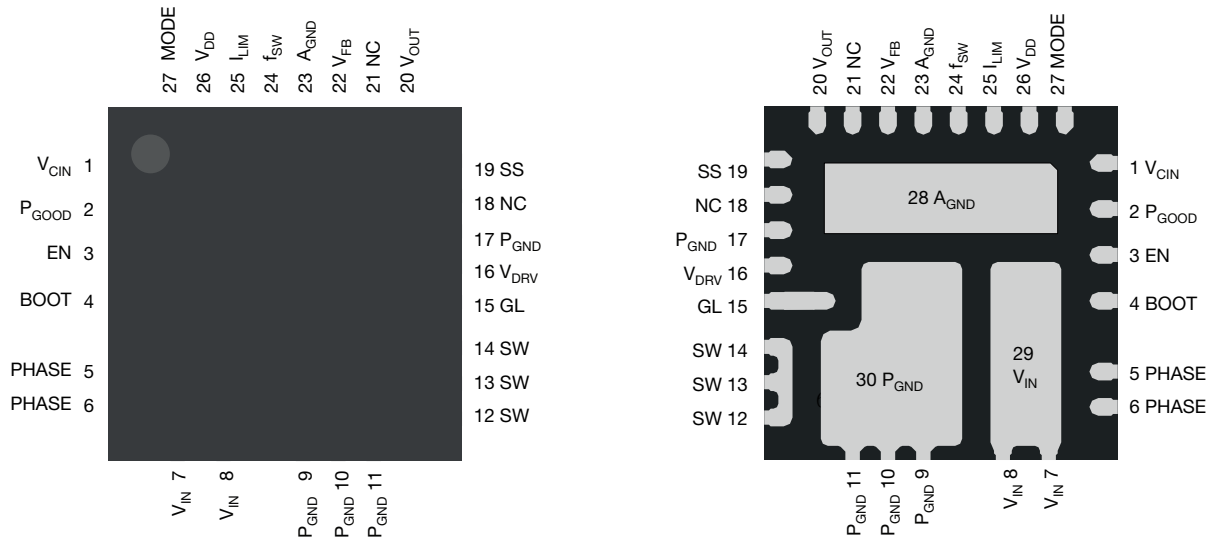 27 MODE
26 VDD
25 ILIM
24 fSW
23 AGND
22 VFB
21 NC
20 VOUT
VCIN 1
PGOOD 2
EN 3
BOOT 4
PHASE 5
PHASE 6
19 SS
18 NC
17 PGND
16 VDRV
15 GL
14 SW
13 SW
12 SW
VIN 7
VIN 8
PGND 9
PGND 10
PGND 11
20 VOUT
21 NC
22 VFB
23 AGND
24 fSW
25 ILIM
26 VDD
27 MODE
SS 19
NC 18
PGND 17
VDRV 16
GL 15
SW 14
SW 13
SW 12
28 AGND
30 PGND
29
VIN
1 VCIN
2 PGOOD
3 EN
4 BOOT
5 PHASE
6 PHASE
PGND 11
PGND 10
PGND 9
VIN 8
VIN 7